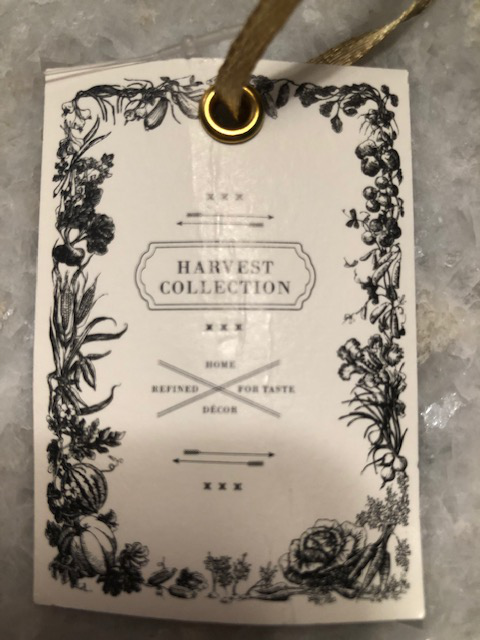 x x x
HARVEST
COLLECTION
x x x
HOME
REFINED FOR TASTE
DÉCOR
x x x